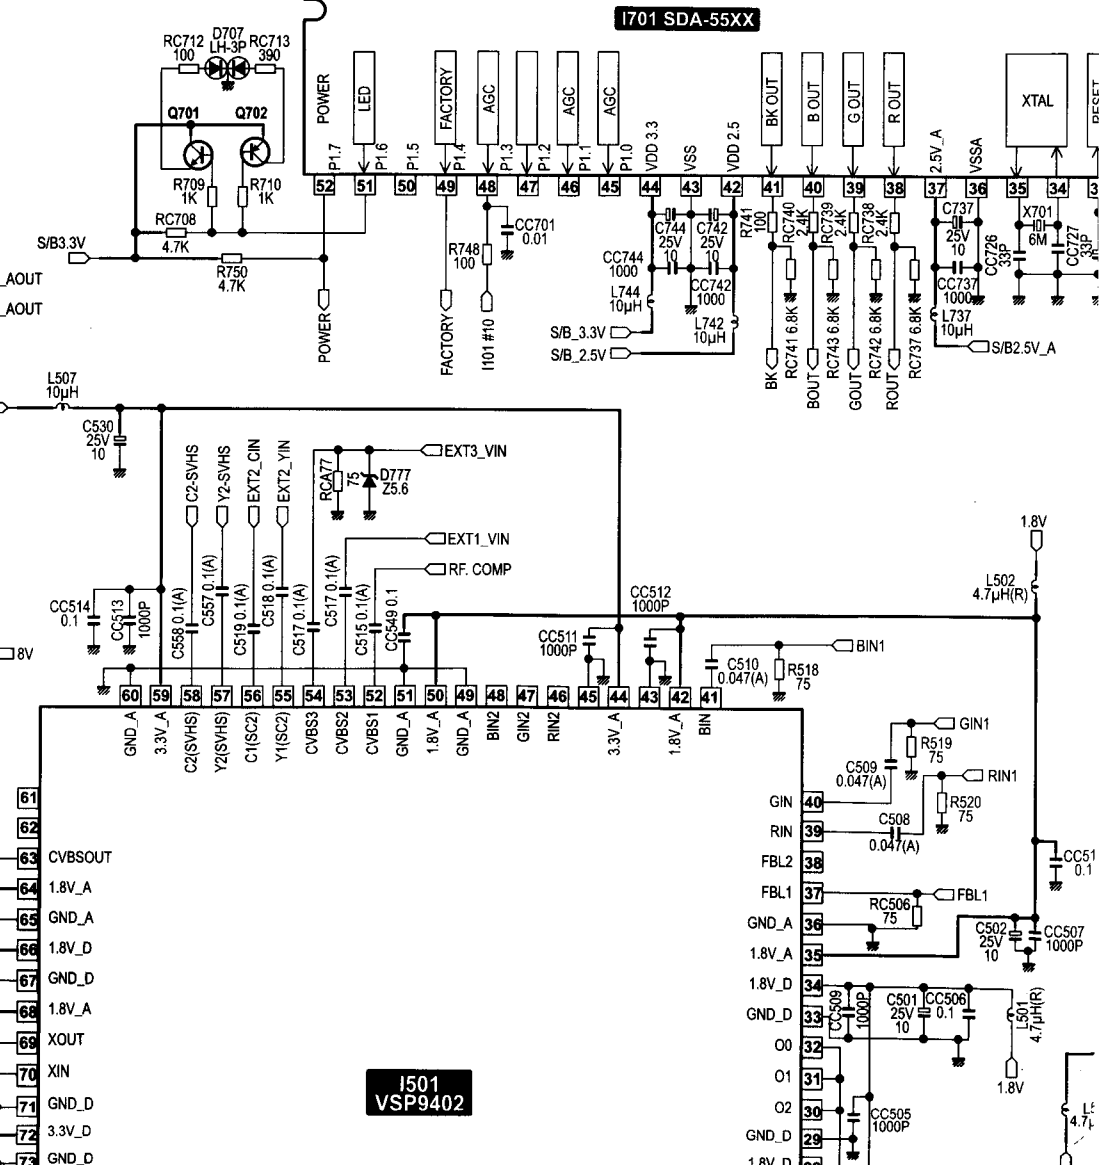 I701 SDA-55XX
RC712
100
D707
LH-3P
RC713
390
Q701
Q702
R709
1K
R710
1K
RC708
4.7K
S/B3.3V
R750
4.7K
_AOUT
_AOUT
POWER
LED
FACTORY
AGC
AGC
AGC
BK OUT
B OUT
G OUT
R OUT
XTAL
RESET
P1.7
P1.6
P1.5
P1.4
P1.3
P1.2
P1.1
P1.0
VDD 3.3
VSS
VDD 2.5
2.5V_A
VSSA
52
51
50
49
48
47
46
45
44
43
42
41
40
39
38
37
36
35
34
CC701
0.01
R748
100
POWER
FACTORY
I101 #10
C744
25V
10
C742
25V
10
CC744
1000
CC742
1000
L744
10µH
L742
10µH
S/B_3.3V
S/B_2.5V
R741
100
RC740
2.4K
RC739
2.4K
RC738
2.4K
RC741 6.8K
RC743 6.8K
RC742 6.8K
RC737 6.8K
BK
BOUT
GOUT
ROUT
C737
25V
10
CC737
1000
L737
10µH
S/B2.5V_A
CC726
33P
X701
6M
CC727
33P
L507
10µH
C530
25V
10
C2-SVHS
Y2-SVHS
EXT2_CIN
EXT2_YIN
RCA77
75
D777
Z5.6
EXT3_VIN
EXT1_VIN
RF. COMP
1.8V
L502
4.7µH(R)
CC514
0.1
CC513
1000P
C558 0.1(A)
C557 0.1(A)
C519 0.1(A)
C518 0.1(A)
C517 0.1(A)
C517 0.1(A)
C515 0.1(A)
CC549 0.1
CC512
1000P
CC511
1000P
C510
0.047(A)
R518
75
BIN1
8V
60
59
58
57
56
55
54
53
52
51
50
49
48
47
46
45
44
43
42
41
GND_A
3.3V_A
C2(SVHS)
Y2(SVHS)
C1(SC2)
Y1(SC2)
CVBS3
CVBS2
CVBS1
GND_A
1.8V_A
GND_A
BIN2
GIN2
RIN2
3.3V_A
1.8V_A
BIN
61
62
63 CVBSOUT
64 1.8V_A
65 GND_A
66 1.8V_D
67 GND_D
68 1.8V_A
69 XOUT
70 XIN
71 GND_D
72 3.3V_D
73 GND_D
I501
VSP9402
GIN 40
RIN 39
FBL2 38
FBL1 37
GND_A 36
1.8V_A 35
1.8V_D 34
GND_D 33
O0 32
O1 31
O2 30
GND_D 29
1.8V_D
GIN1
R519
75
C509
0.047(A)
RIN1
R520
75
C508
0.047(A)
FBL1
RC506
75
CC51
0.1
C502
25V
10
CC507
1000P
CC509
1000P
C501
25V
10
CC506
0.1
L501
4.7µH(R)
1.8V
CC505
1000P
4.7µ